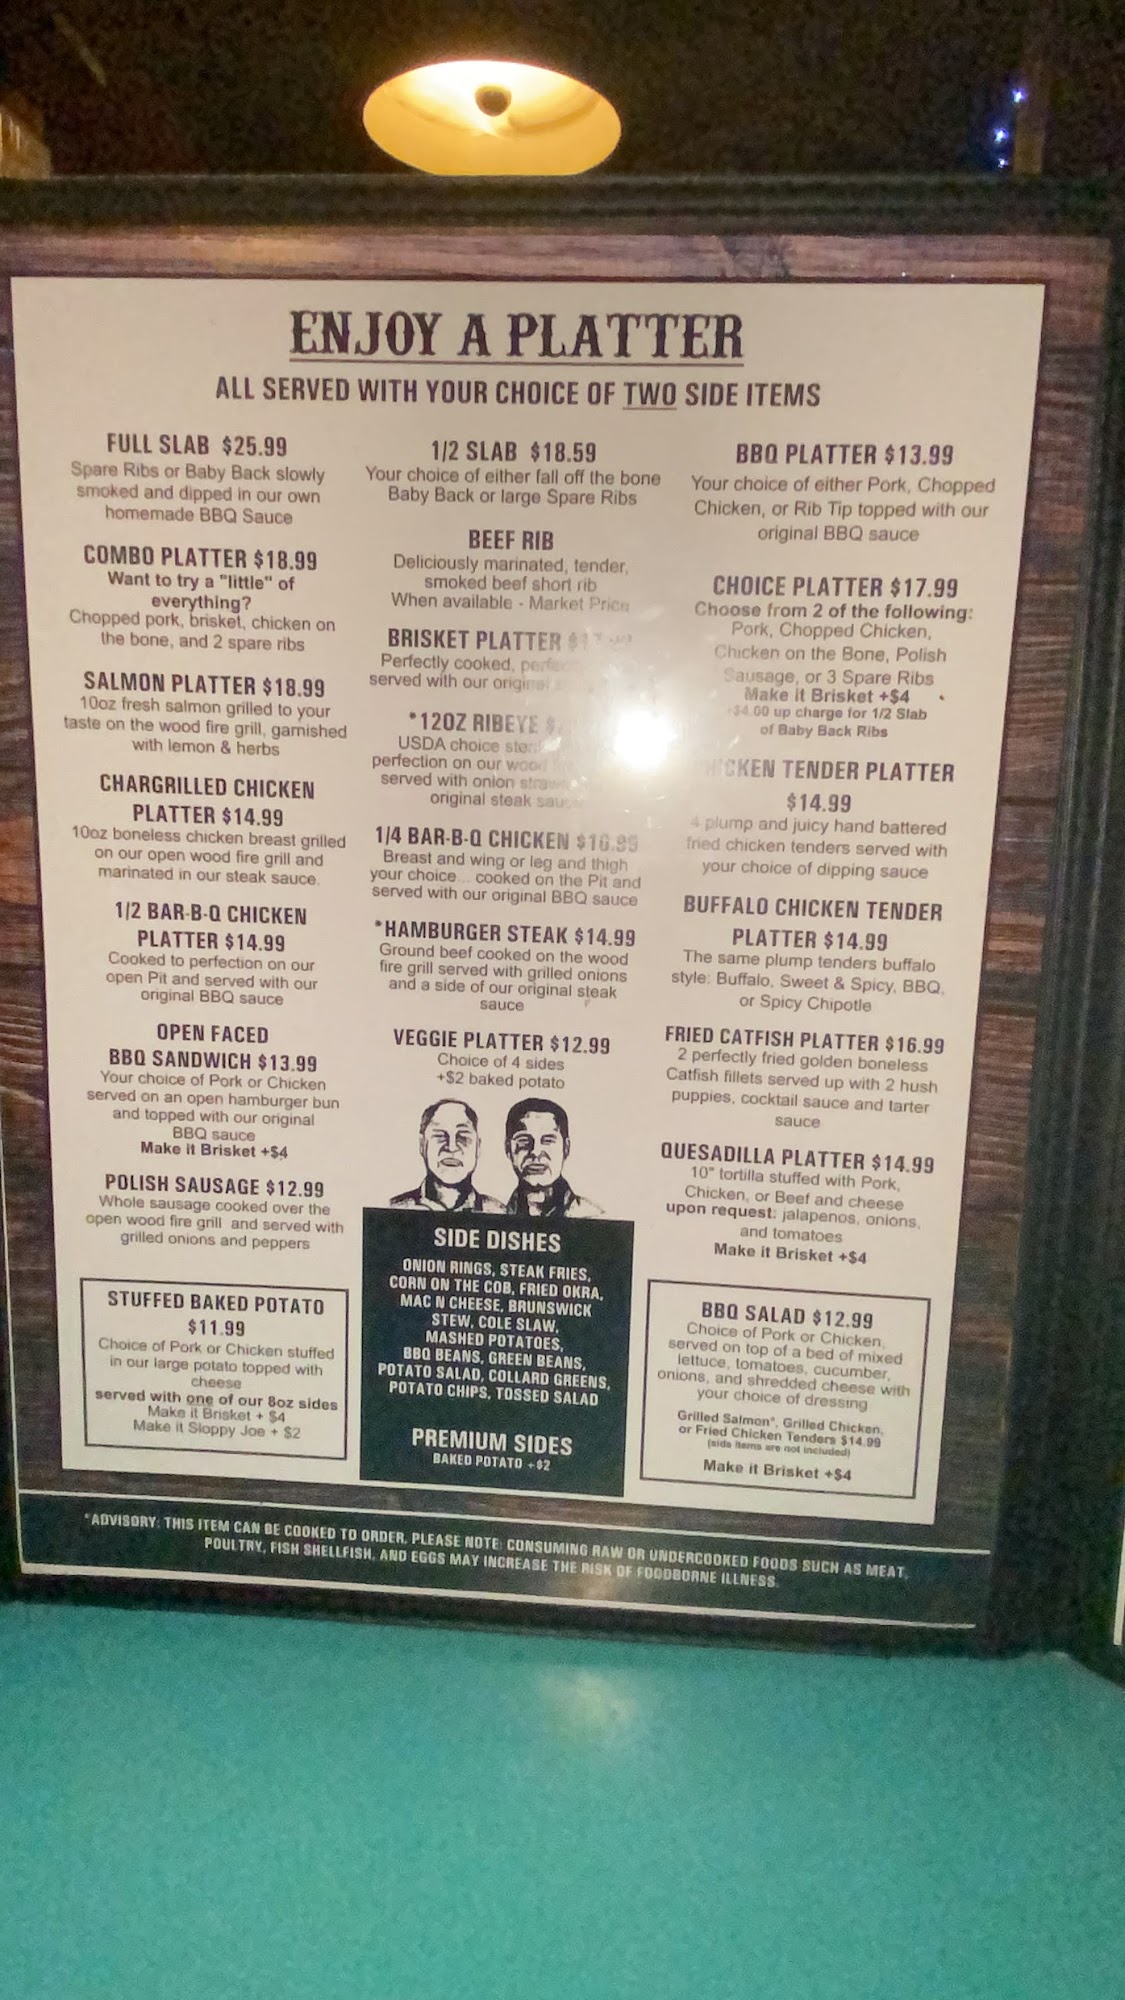 ENJOY A PLATTER
ALL SERVED WITH YOUR CHOICE OF TWO SIDE ITEMS
FULL SLAB $25.99
Spare Ribs or Baby Back slowly
smoked and dipped in our own
homemade BBQ Sauce
COMBO PLATTER $18.99
Want to try a "little" of
everything?
Chopped pork, brisket, chicken on
the bone, and 2 spare ribs
SALMON PLATTER $18.99
10oz fresh salmon grilled to your
taste on the wood fire grill, garnished
with lemon & herbs
CHARGRILLED CHICKEN
PLATTER $14.99
10oz boneless chicken breast grilled
on our open wood fire grill and
marinated in our steak sauce.
1/2 BAR-B-Q CHICKEN
PLATTER $14.99
Cooked to perfection on our
open Pit and served with our
original BBQ sauce
OPEN FACED
BBQ SANDWICH $13.99
Your choice of Pork or Chicken
served on an open hamburger bun
and topped with our original
BBQ sauce
Make it Brisket +$4
POLISH SAUSAGE $12.99
Whole sausage cooked over the
open wood fire grill and served with
grilled onions and peppers
STUFFED BAKED POTATO
$11.99
Choice of Pork or Chicken stuffed
in our large potato topped with
cheese
served with one of our 8oz sides
Make it Brisket + $4
Make it Sloppy Joe + $2
1/2 SLAB $18.59
Your choice of either fall off the bone
Baby Back or large Spare Ribs
BEEF RIB
Deliciously marinated, tender,
smoked beef short rib
When available - Market Price
BRISKET PLATTER
Perfectly cooked,
served with our original
*12OZ RIBEYE
USDA choice
perfection on our wood
served with onion
original steak
1/4 BAR-B-Q CHICKEN $16.99
Breast and wing or leg and thigh
your choice... cooked on the Pit and
served with our original BBQ sauce
*HAMBURGER STEAK $14.99
Ground beef cooked on the wood
fire grill served with grilled onions
and a side of our original steak
sauce
VEGGIE PLATTER $12.99
Choice of 4 sides
+$2 baked potato
SIDE DISHES
ONION RINGS, STEAK FRIES,
CORN ON THE COB, FRIED OKRA,
MAC N CHEESE, BRUNSWICK
STEW, COLE SLAW,
MASHED POTATOES,
BBQ BEANS, GREEN BEANS,
POTATO SALAD, COLLARD GREENS,
POTATO CHIPS, TOSSED SALAD
PREMIUM SIDES
BAKED POTATO +$2
BBQ PLATTER $13.99
Your choice of either Pork, Chopped
Chicken, or Rib Tip topped with our
original BBQ sauce
CHOICE PLATTER $17.99
Choose from 2 of the following:
Pork, Chopped Chicken,
Chicken on the Bone, Polish
Sausage, or 3 Spare Ribs
Make it Brisket +$4
+$4.00 up charge for 1/2 Slab
of Baby Back Ribs
CHICKEN TENDER PLATTER
$14.99
4 plump and juicy hand battered
fried chicken tenders served with
your choice of dipping sauce
BUFFALO CHICKEN TENDER
PLATTER $14.99
The same plump tenders buffalo
style: Buffalo, Sweet & Spicy, BBQ,
or Spicy Chipotle
FRIED CATFISH PLATTER $16.99
2 perfectly fried golden boneless
Catfish fillets served up with 2 hush
puppies, cocktail sauce and tarter
sauce
QUESADILLA PLATTER $14.99
10" tortilla stuffed with Pork,
Chicken, or Beef and cheese
upon request: jalapenos, onions,
and tomatoes
Make it Brisket +$4
BBQ SALAD $12.99
Choice of Pork or Chicken,
served on top of a bed of mixed
lettuce, tomatoes, cucumber,
onions, and shredded cheese with
your choice of dressing
Grilled Salmon*, Grilled Chicken,
or Fried Chicken Tenders $14.99
(side items are not included)
Make it Brisket +$4
*ADVISORY: THIS ITEM CAN BE COOKED TO ORDER. PLEASE NOTE: CONSUMING RAW OR UNDERCOOKED FOODS SUCH AS MEAT,
POULTRY, FISH SHELLFISH, AND EGGS MAY INCREASE THE RISK OF FOODBORNE ILLNESS.